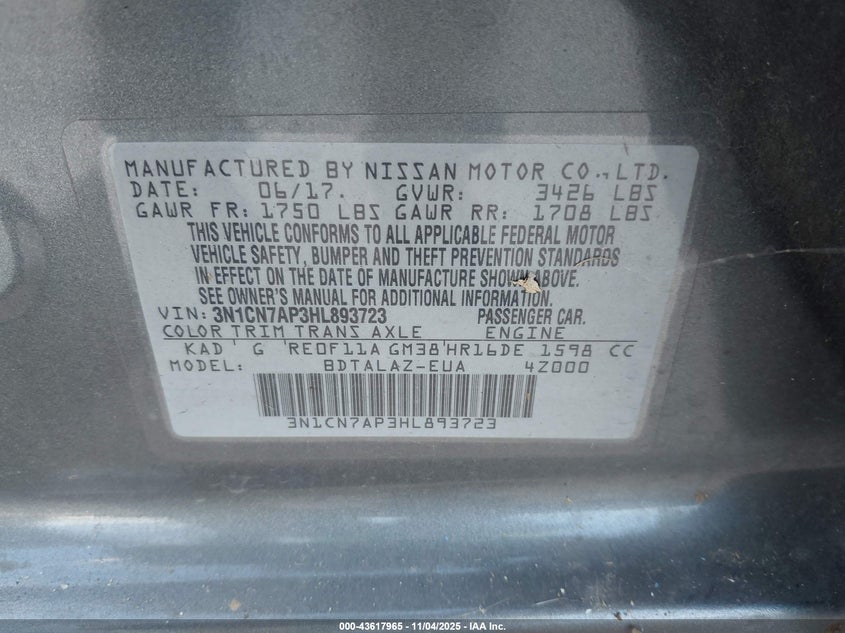 MANUFACTURED BY NISSAN MOTOR CO., LTD.
DATE: 06/17. GVWR: 3426 LBS
GAWR FR: 1750 LBS GAWR RR: 1708 LBS
THIS VEHICLE CONFORMS TO ALL APPLICABLE FEDERAL MOTOR
VEHICLE SAFETY, BUMPER AND THEFT PREVENTION STANDARDS
IN EFFECT ON THE DATE OF MANUFACTURE SHOWN ABOVE.
SEE OWNER'S MANUAL FOR ADDITIONAL INFORMATION.
VIN: 3N1CN7AP3HL893723 PASSENGER CAR.
COLOR TRIM TRANS AXLE ENGINE
KAD G RE0F11A GM38 HR16DE 1598 CC
MODEL: BDTALAZ-EUA 4Z000
3N1CN7AP3HL893723
000-43617965 - 11/04/2025 - IAA Inc.